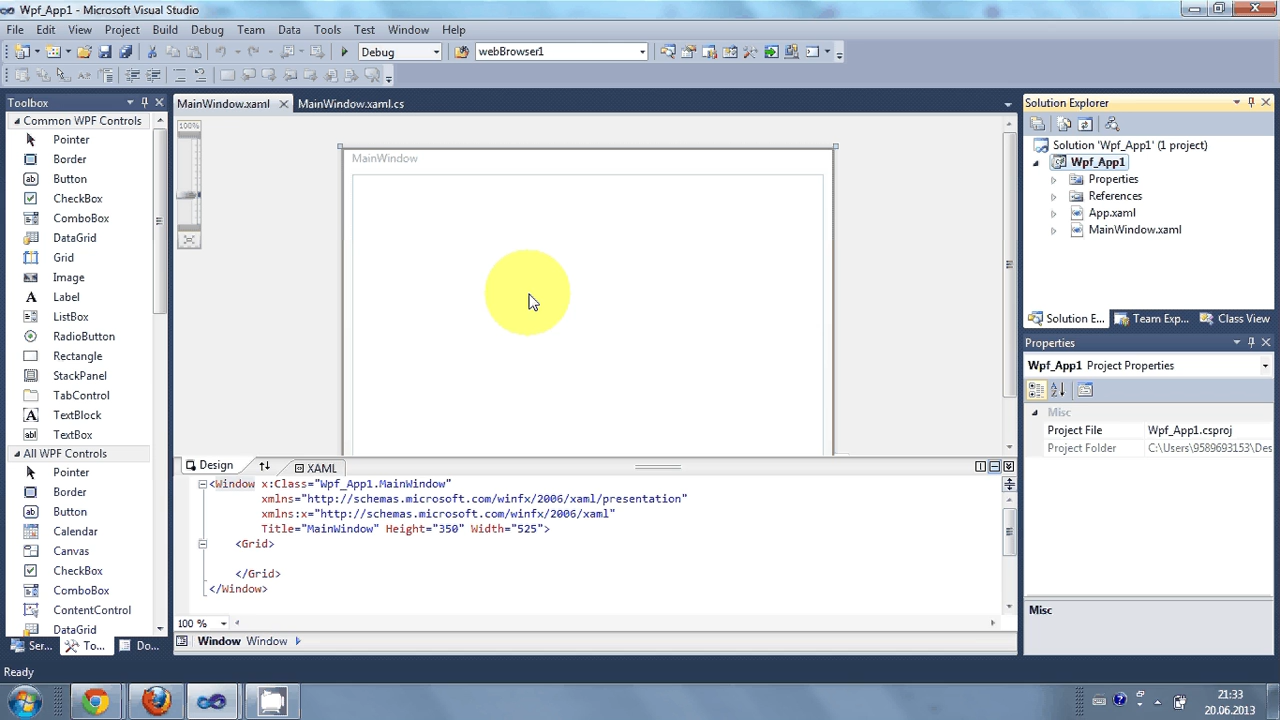 Wpf_App1 - Microsoft Visual Studio
File Edit View Project Build Debug Team Data Tools Test Window Help
Debug webBrowser1
Toolbox
Common WPF Controls
Pointer
Border
Button
CheckBox
ComboBox
DataGrid
Grid
Image
Label
ListBox
RadioButton
Rectangle
StackPanel
TabControl
TextBlock
TextBox
All WPF Controls
Pointer
Border
Button
Calendar
Canvas
CheckBox
ComboBox
ContentControl
DataGrid
Ser... To... Do...
MainWindow.xaml MainWindow.xaml.cs
100%
MainWindow
Design XAML
<Window x:Class="Wpf_App1.MainWindow"
xmlns="http://schemas.microsoft.com/winfx/2006/xaml/presentation"
xmlns:x="http://schemas.microsoft.com/winfx/2006/xaml"
Title="MainWindow" Height="350" Width="525">
<Grid>
</Grid>
</Window>
100 %
Window Window
Solution Explorer
Solution 'Wpf_App1' (1 project)
Wpf_App1
Properties
References
App.xaml
MainWindow.xaml
Solution E... Team Exp... Class View
Properties
Wpf_App1 Project Properties
Misc
Project File Wpf_App1.csproj
Project Folder C:\Users\9589693153\Des
Misc
Ready
21:33
20.06.2013